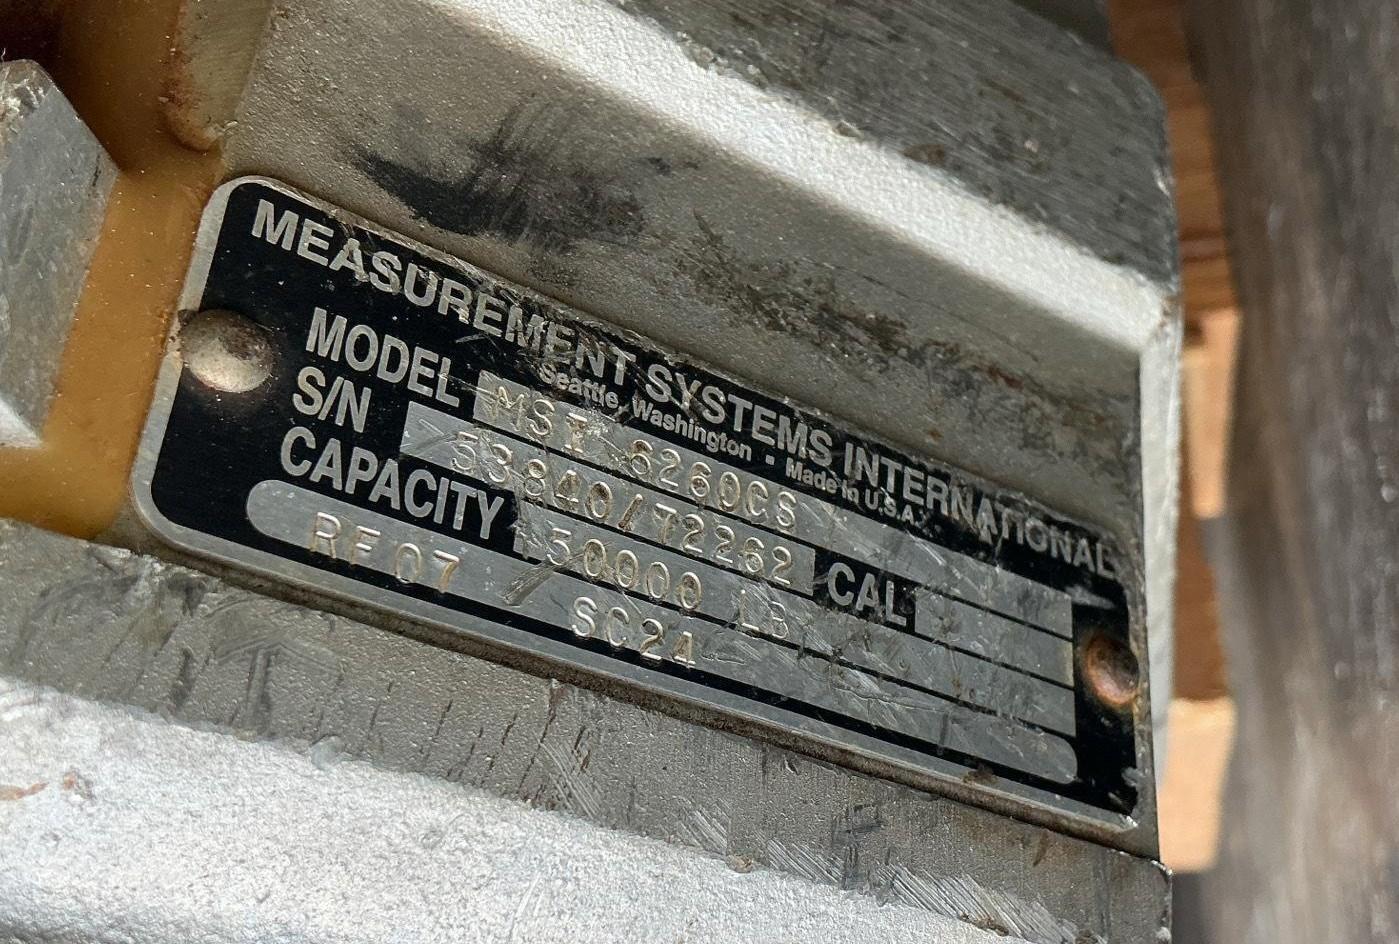 MEASUREMENT SYSTEMS INTERNATIONAL
Seattle, Washington • Made in U.S.A.
MODEL MSI 6260CS
S/N 53840/72262 CAL
CAPACITY 50000 LB
RF07 / SC24